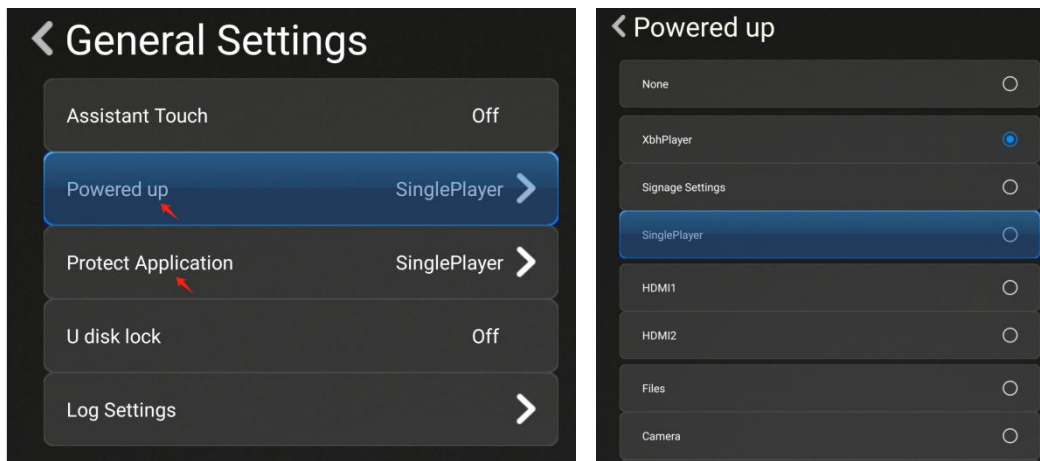 General Settings
Assistant Touch Off
Powered up SinglePlayer
Protect Application SinglePlayer
U disk lock Off
Log Settings
Powered up
None
XbhPlayer
Signage Settings
SinglePlayer
HDMI1
HDMI2
Files
Camera